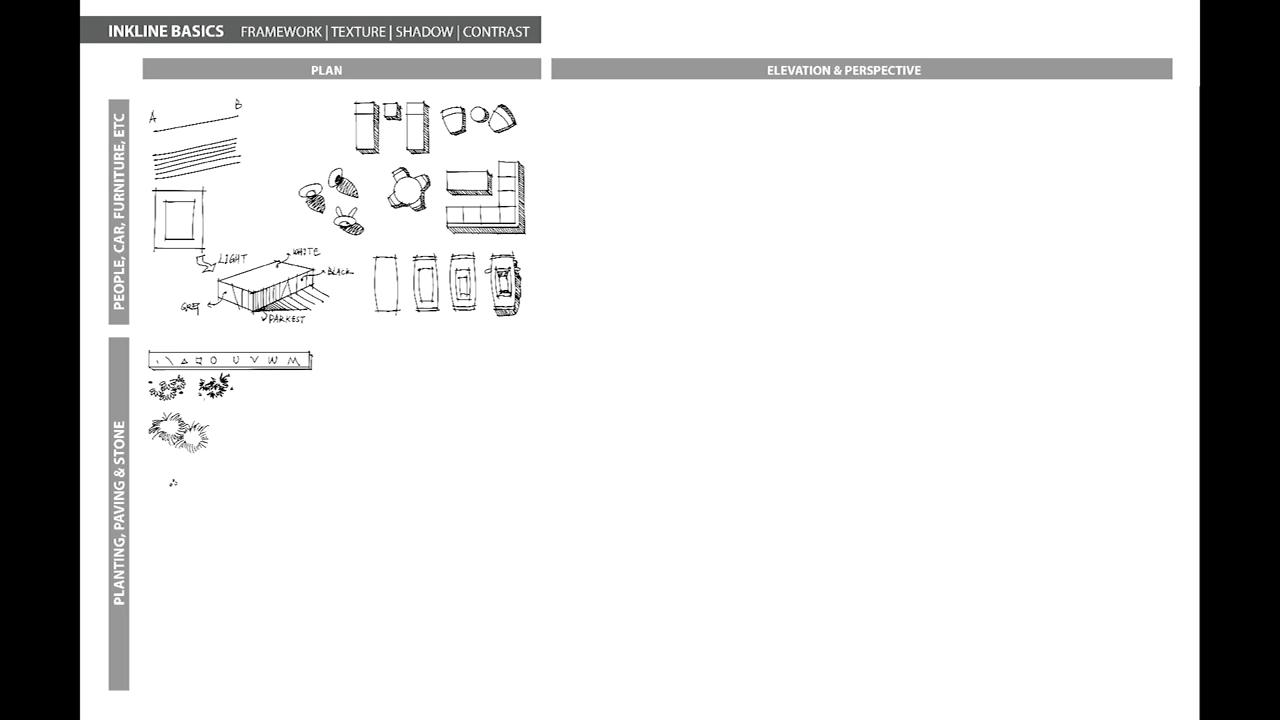 INKLINE BASICS FRAMEWORK | TEXTURE | SHADOW | CONTRAST
PLAN
ELEVATION & PERSPECTIVE
PEOPLE, CAR, FURNITURE, ETC
A B
LIGHT
WHITE
BLACK
GREY
DARKEST
PLANTING, PAVING & STONE
U V W M